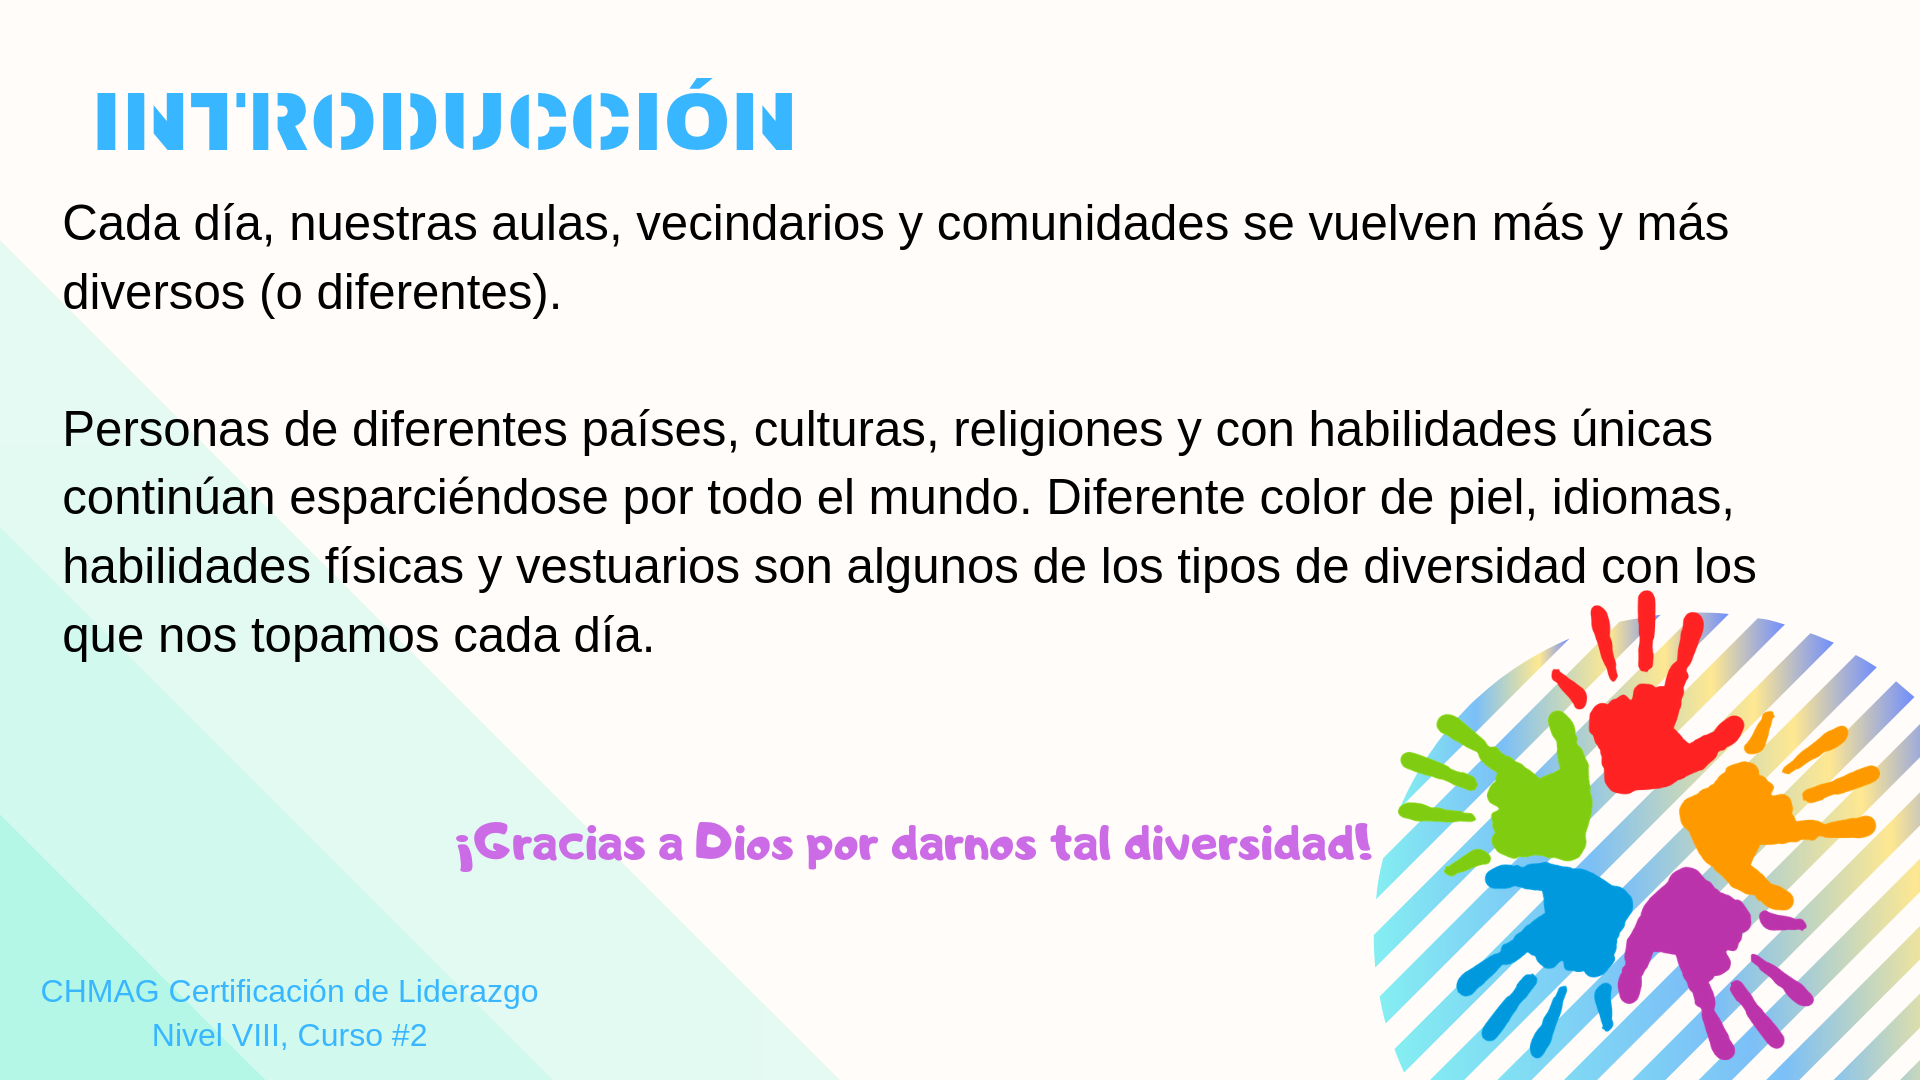 INTRODUCCIÓN
Cada día, nuestras aulas, vecindarios y comunidades se vuelven más y más
diversos (o diferentes).
Personas de diferentes países, culturas, religiones y con habilidades únicas
continúan esparciéndose por todo el mundo. Diferente color de piel, idiomas,
habilidades físicas y vestuarios son algunos de los tipos de diversidad con los
que nos topamos cada día.
¡Gracias a Dios por darnos tal diversidad!
CHMAG Certificación de Liderazgo
Nivel VIII, Curso #2